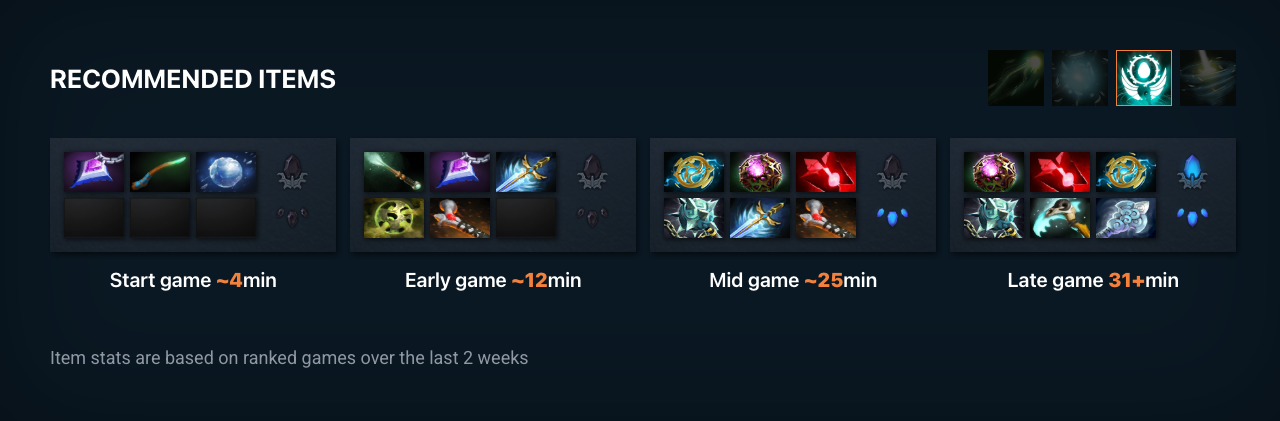 RECOMMENDED ITEMS
Start game ~4min
Early game ~12min
Mid game ~25min
Late game 31+min
Item stats are based on ranked games over the last 2 weeks